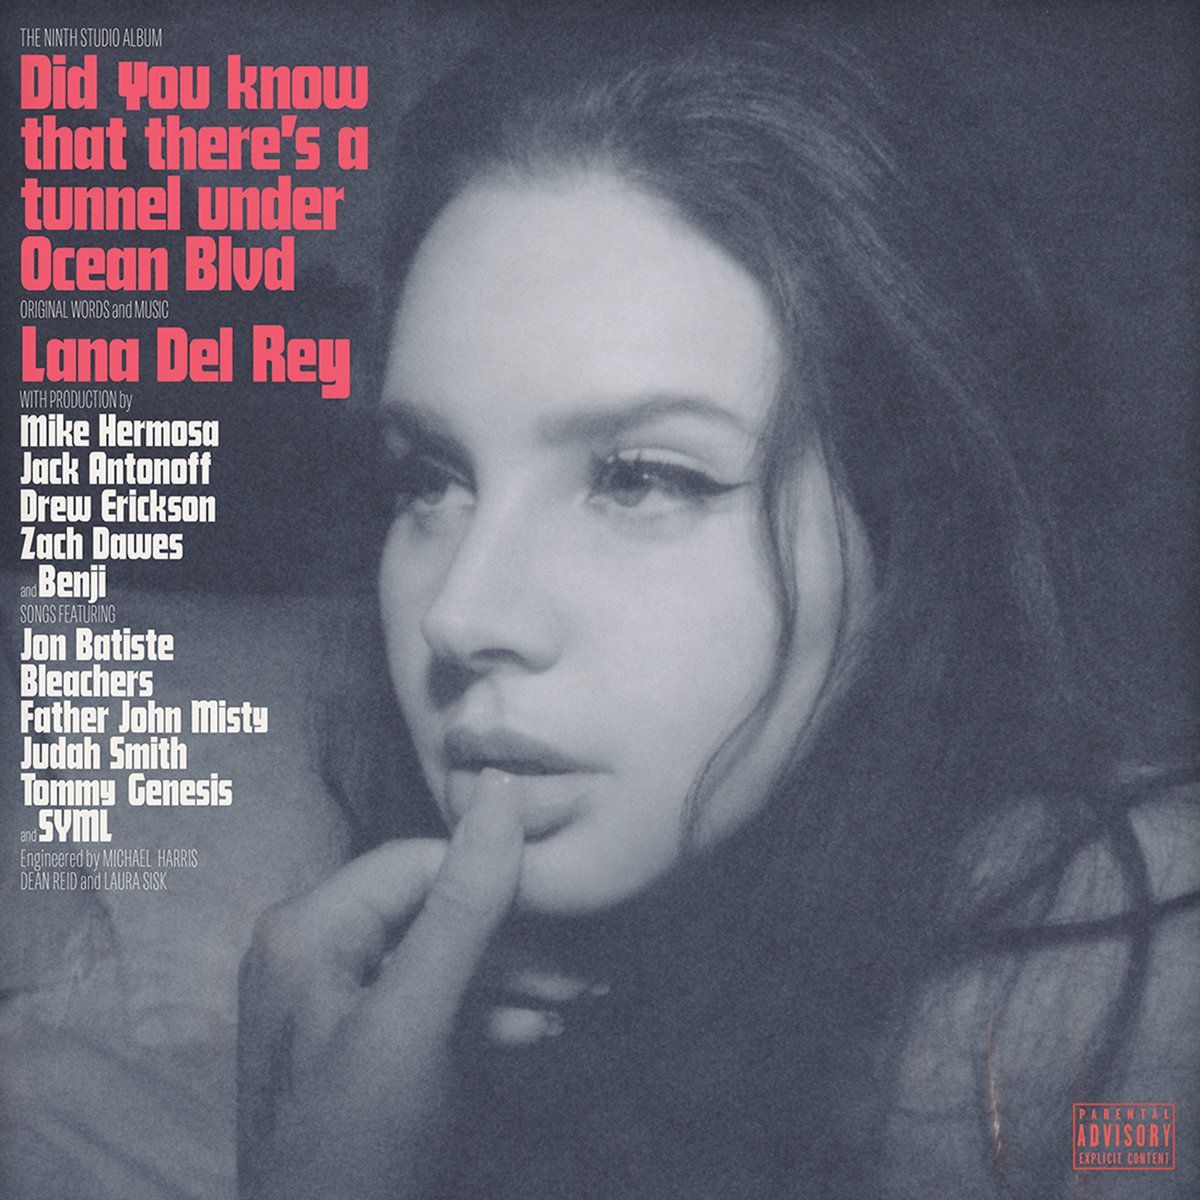 THE NINTH STUDIO ALBUM
Did you know
that there's a
tunnel under
Ocean Blvd
ORIGINAL WORDS and MUSIC
Lana Del Rey
WITH PRODUCTION by
Mike Hermosa
Jack Antonoff
Drew Erickson
Zach Dawes
and Benji
SONGS FEATURING
Jon Batiste
Bleachers
Father John Misty
Judah Smith
Tommy Genesis
and SYML
Engineered by MICHAEL HARRIS
DEAN REID and LAURA SISK
PARENTAL
ADVISORY
EXPLICIT CONTENT